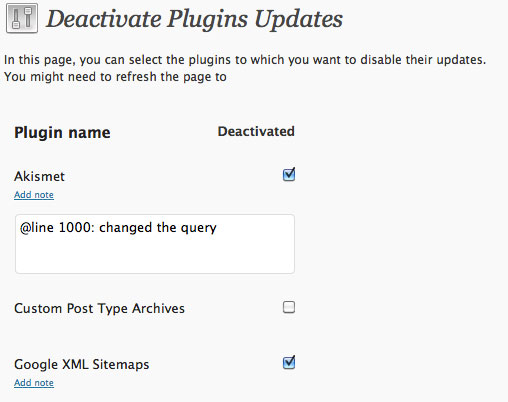 Deactivate Plugins Updates
In this page, you can select the plugins to which you want to disable their updates.
You might need to refresh the page to
Plugin name Deactivated
Akismet
Add note
@line 1000: changed the query
Custom Post Type Archives
Google XML Sitemaps
Add note